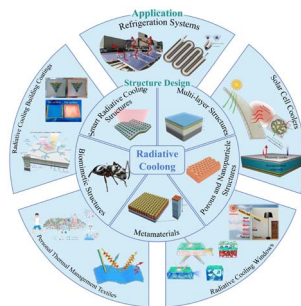 Application
Refrigeration Systems
Solar Cell Coolers
Radiative Cooling Windows
Personal Thermal Management Textiles
Radiative Cooling Building Coatings
Structure Design
Smart Radiative Cooling
Structures
Multi-layer Structures
Porous and Nanoparticle
Structures
Metamaterials
Biomimetic Structures
Radiative
Coolong